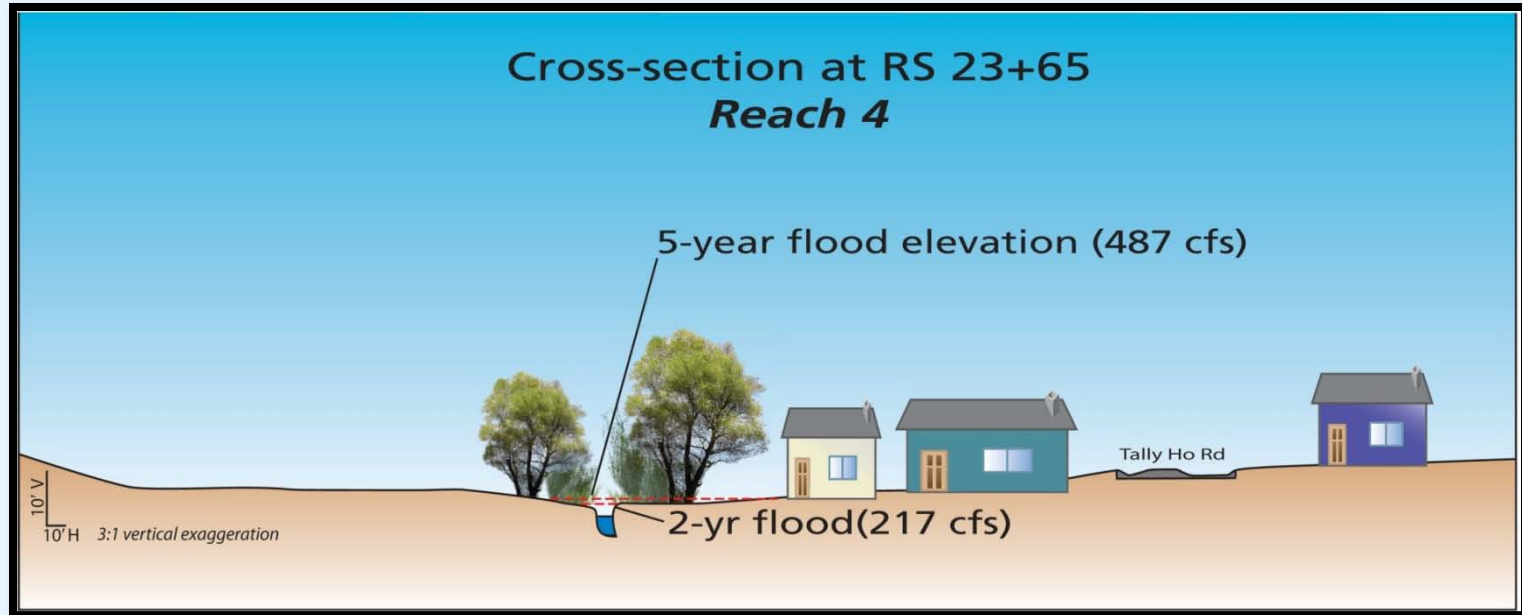 Cross-section at RS 23+65
Reach 4
5-year flood elevation (487 cfs)
Tally Ho Rd
2-yr flood(217 cfs)
10' V
10' H
3:1 vertical exaggeration